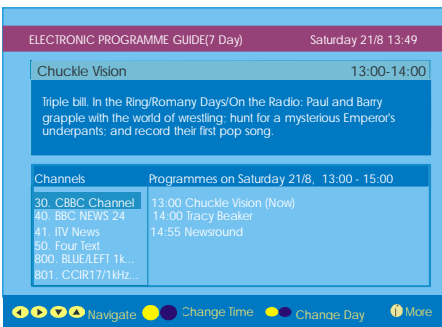 ELECTRONIC PROGRAMME GUIDE(7 Day) Saturday 21/8 13:49
Chuckle Vision 13:00-14:00
Triple bill. In the Ring/Romany Days/On the Radio: Paul and Barry
grapple with the world of wrestling; hunt for a mysterious Emperor's
underpants; and record their first pop song.
Channels Programmes on Saturday 21/8, 13:00 - 15:00
30. CBBC Channel 13:00 Chuckle Vision (Now)
40. BBC NEWS 24 14:00 Tracy Beaker
41. ITV News 14:55 Newsround
50. Four Text
800. BLUE/LEFT 1k...
801. CCIR17/1kHz...
Navigate Change Time Change Day i More